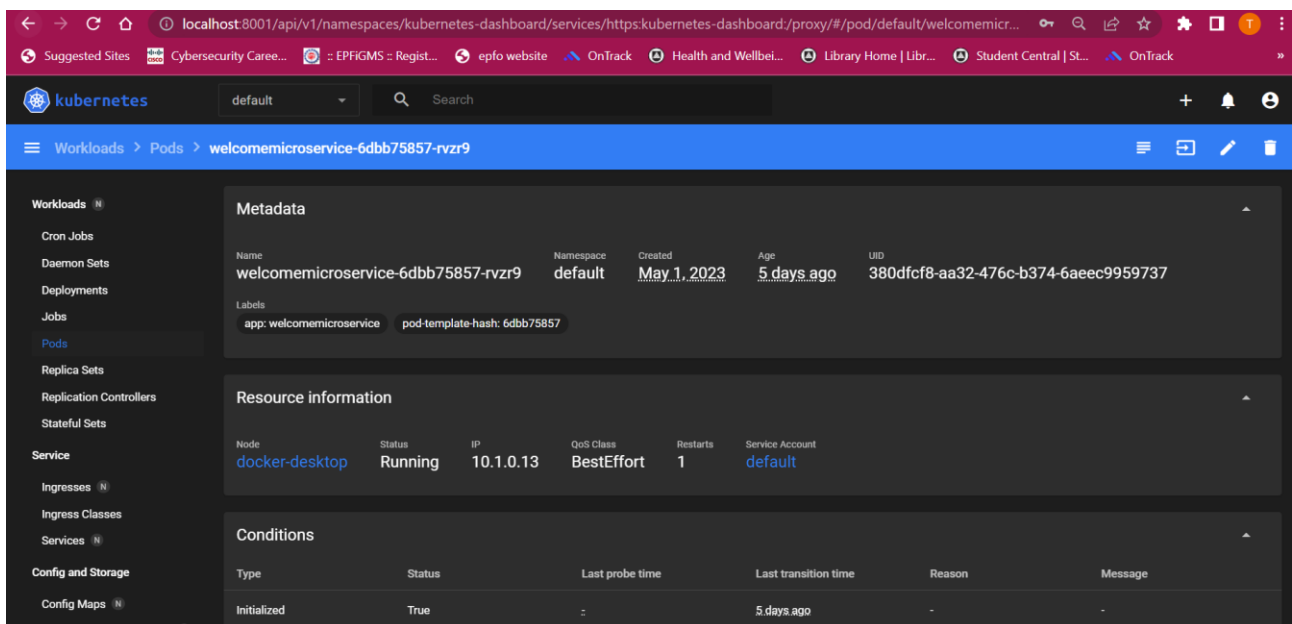 localhost:8001/api/v1/namespaces/kubernetes-dashboard/services/https:kubernetes-dashboard:/proxy/#/pod/default/welcomemicr...
T
Suggested Sites Cybersecurity Caree... :: EPFiGMS :: Regist... epfo website OnTrack Health and Wellbei... Library Home | Libr... Student Central | St... OnTrack »
kubernetes default Search
Workloads > Pods > welcomemicroservice-6dbb75857-rvzr9
Workloads N
Cron Jobs
Daemon Sets
Deployments
Jobs
Pods
Replica Sets
Replication Controllers
Stateful Sets
Service
Ingresses N
Ingress Classes
Services N
Config and Storage
Config Maps N
Metadata
Name Namespace Created Age UID
welcomemicroservice-6dbb75857-rvzr9 default May 1, 2023 5 days ago 380dfcf8-aa32-476c-b374-6aeec9959737
Labels
app: welcomemicroservice pod-template-hash: 6dbb75857
Resource information
Node Status IP QoS Class Restarts Service Account
docker-desktop Running 10.1.0.13 BestEffort 1 default
Conditions
Type Status Last probe time Last transition time Reason Message
Initialized True - 5 days ago - -